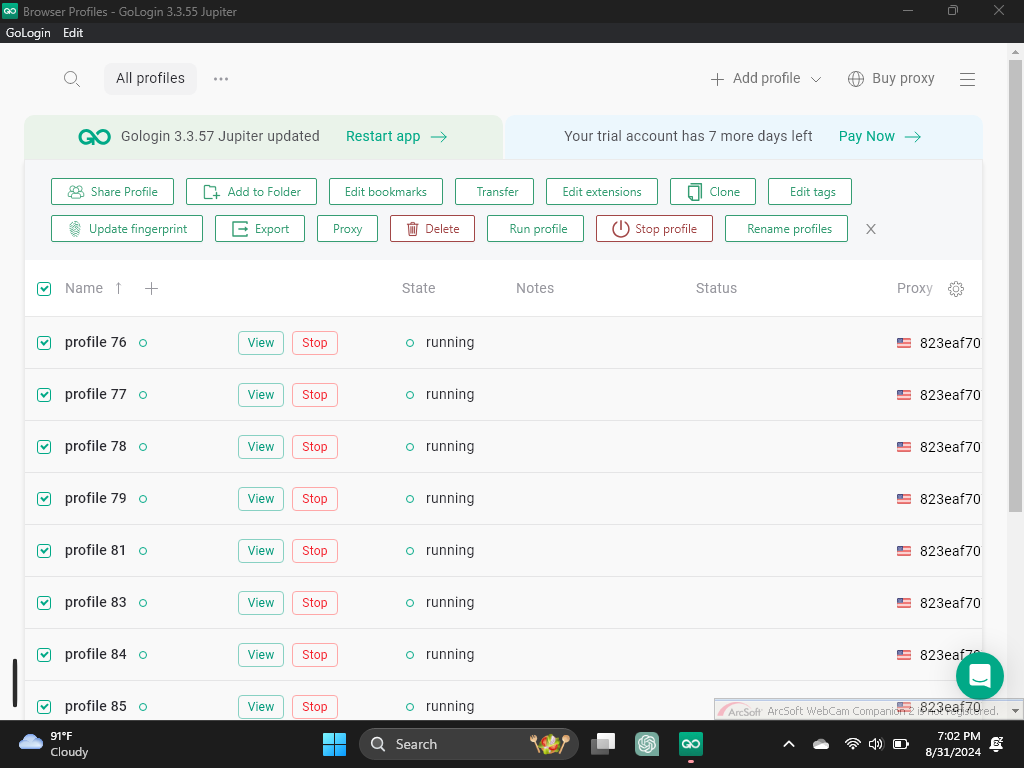 Browser Profiles - GoLogin 3.3.55 Jupiter
GoLogin Edit
All profiles ••• Add profile Buy proxy
Gologin 3.3.57 Jupiter updated Restart app Your trial account has 7 more days left Pay Now
Share Profile Add to Folder Edit bookmarks Transfer Edit extensions Clone Edit tags
Update fingerprint Export Proxy Delete Run profile Stop profile Rename profiles
Name State Notes Status Proxy
profile 76 View Stop running 823eaf70
profile 77 View Stop running 823eaf70
profile 78 View Stop running 823eaf70
profile 79 View Stop running 823eaf70
profile 81 View Stop running 823eaf70
profile 83 View Stop running 823eaf70
profile 84 View Stop running 823eaf70
profile 85 View Stop running 823eaf70
ArcSoft ArcSoft WebCam Companion 2 is not registered.
91°F
Cloudy
Search
7:02 PM
8/31/2024